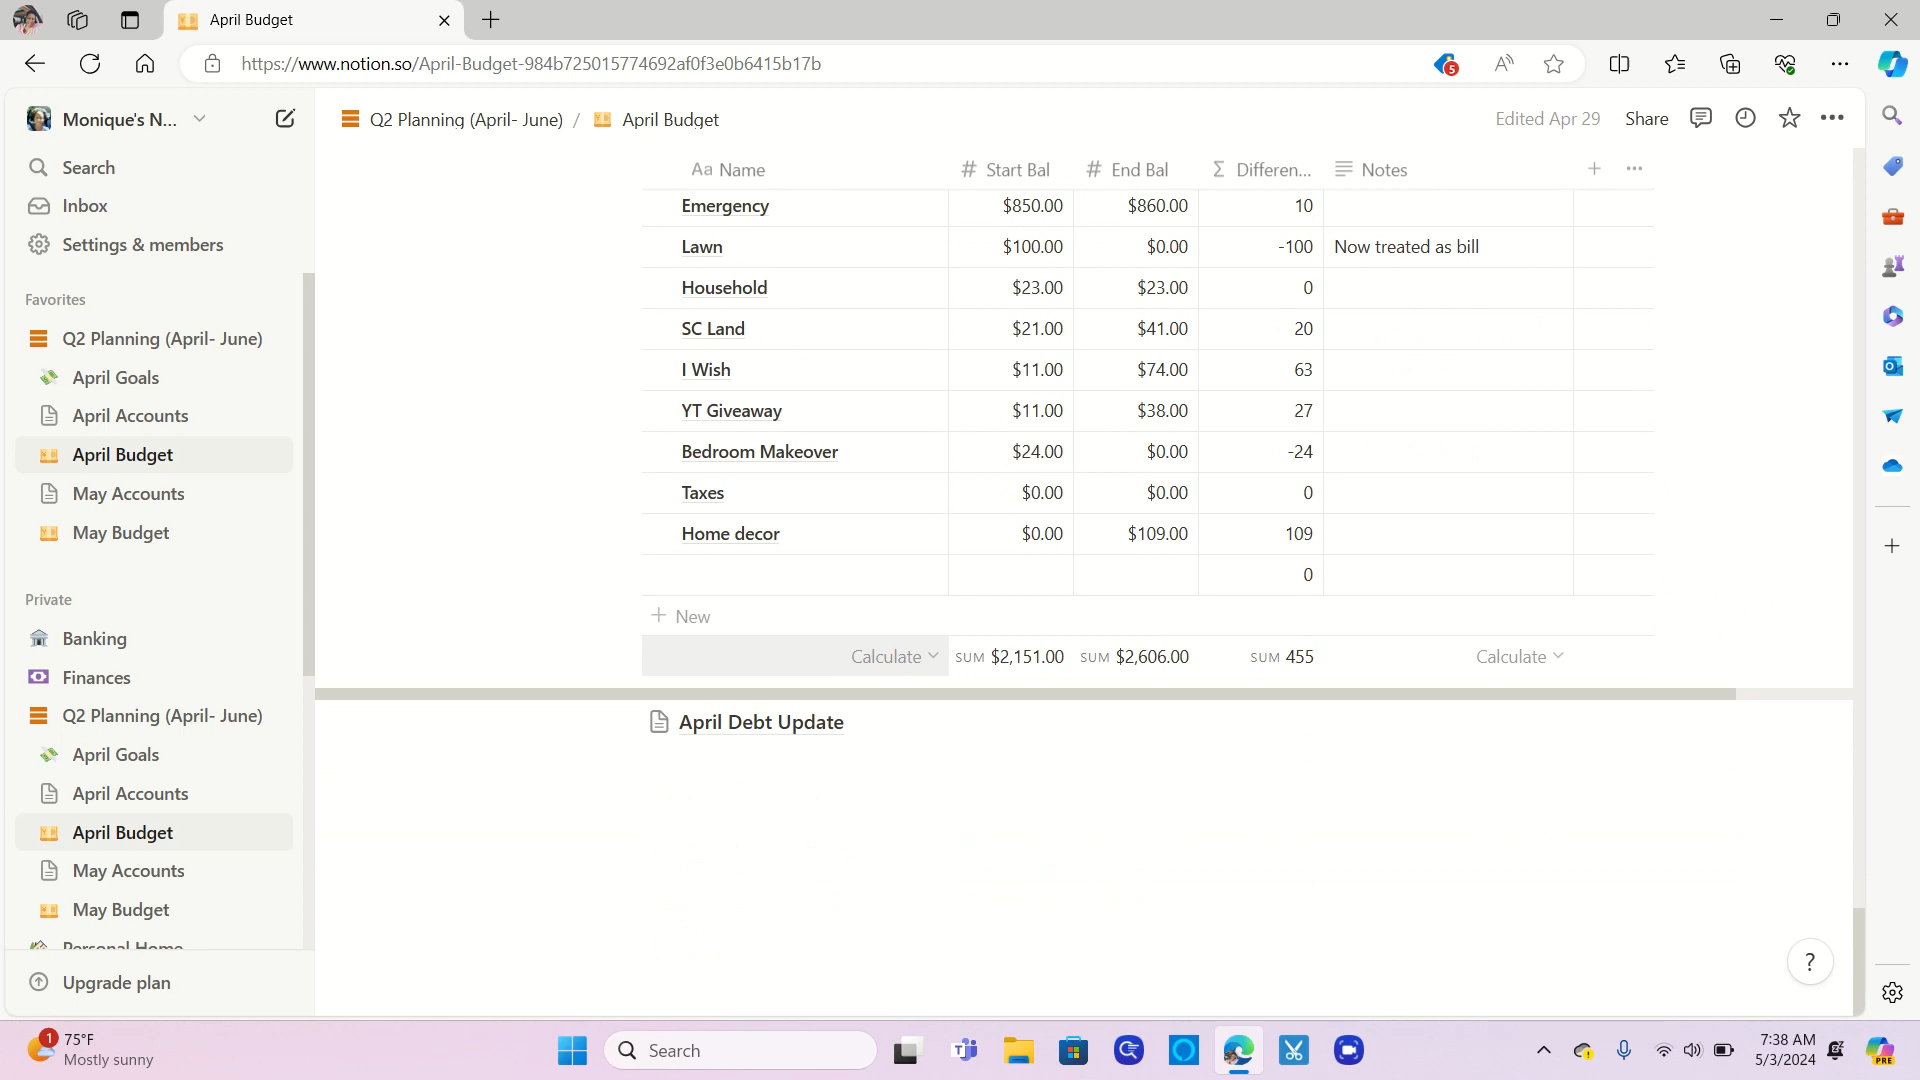 April Budget
https://www.notion.so/April-Budget-984b725015774692af0f3e0b6415b17b
5
Monique's N...
Q2 Planning (April- June) / April Budget
Edited Apr 29
Share
Search
Inbox
Settings & members
Favorites
Q2 Planning (April- June)
April Goals
April Accounts
April Budget
May Accounts
May Budget
Private
Banking
Finances
Q2 Planning (April- June)
April Goals
April Accounts
April Budget
May Accounts
May Budget
Personal Home
Upgrade plan
Aa Name # Start Bal # End Bal Σ Differen... Notes
Emergency $850.00 $860.00 10
Lawn $100.00 $0.00 -100 Now treated as bill
Household $23.00 $23.00 0
SC Land $21.00 $41.00 20
I Wish $11.00 $74.00 63
YT Giveaway $11.00 $38.00 27
Bedroom Makeover $24.00 $0.00 -24
Taxes $0.00 $0.00 0
Home decor $0.00 $109.00 109
0
+ New
Calculate SUM $2,151.00 SUM $2,606.00 SUM 455 Calculate
April Debt Update
?
1
75°F
Mostly sunny
Search
7:38 AM
5/3/2024
PRE